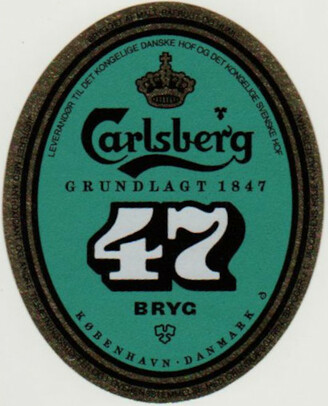 LEVERANDØR TIL DET KONGELIGE DANSKE HOF OG DET KONGELIGE SVENSKE HOF
Carlsberg
GRUNDLAGT 1847
47
BRYG
KØBENHAVN · DANMARK